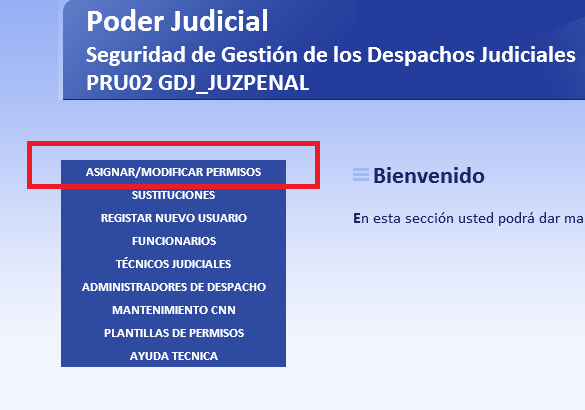 Poder Judicial
Seguridad de Gestión de los Despachos Judiciales
PRU02 GDJ_JUZPENAL
ASIGNAR/MODIFICAR PERMISOS
SUSTITUCIONES
REGISTAR NUEVO USUARIO
FUNCIONARIOS
TÉCNICOS JUDICIALES
ADMINISTRADORES DE DESPACHO
MANTENIMIENTO CNN
PLANTILLAS DE PERMISOS
AYUDA TECNICA
Bienvenido
En esta sección usted podrá dar ma